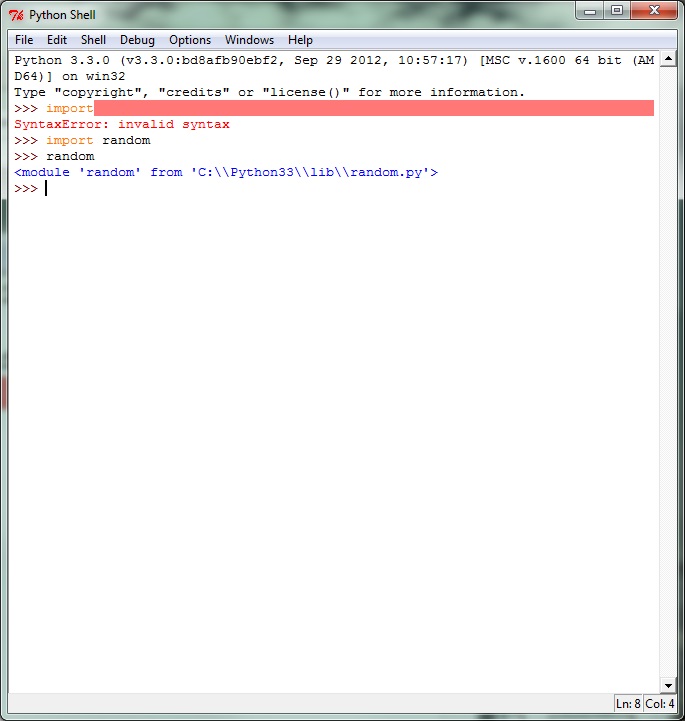 Python Shell
File Edit Shell Debug Options Windows Help
Python 3.3.0 (v3.3.0:bd8afb90ebf2, Sep 29 2012, 10:57:17) [MSC v.1600 64 bit (AM
D64)] on win32
Type "copyright", "credits" or "license()" for more information.
>>> import
SyntaxError: invalid syntax
>>> import random
>>> random
<module 'random' from 'C:\\Python33\\lib\\random.py'>
>>>
Ln: 8 Col: 4